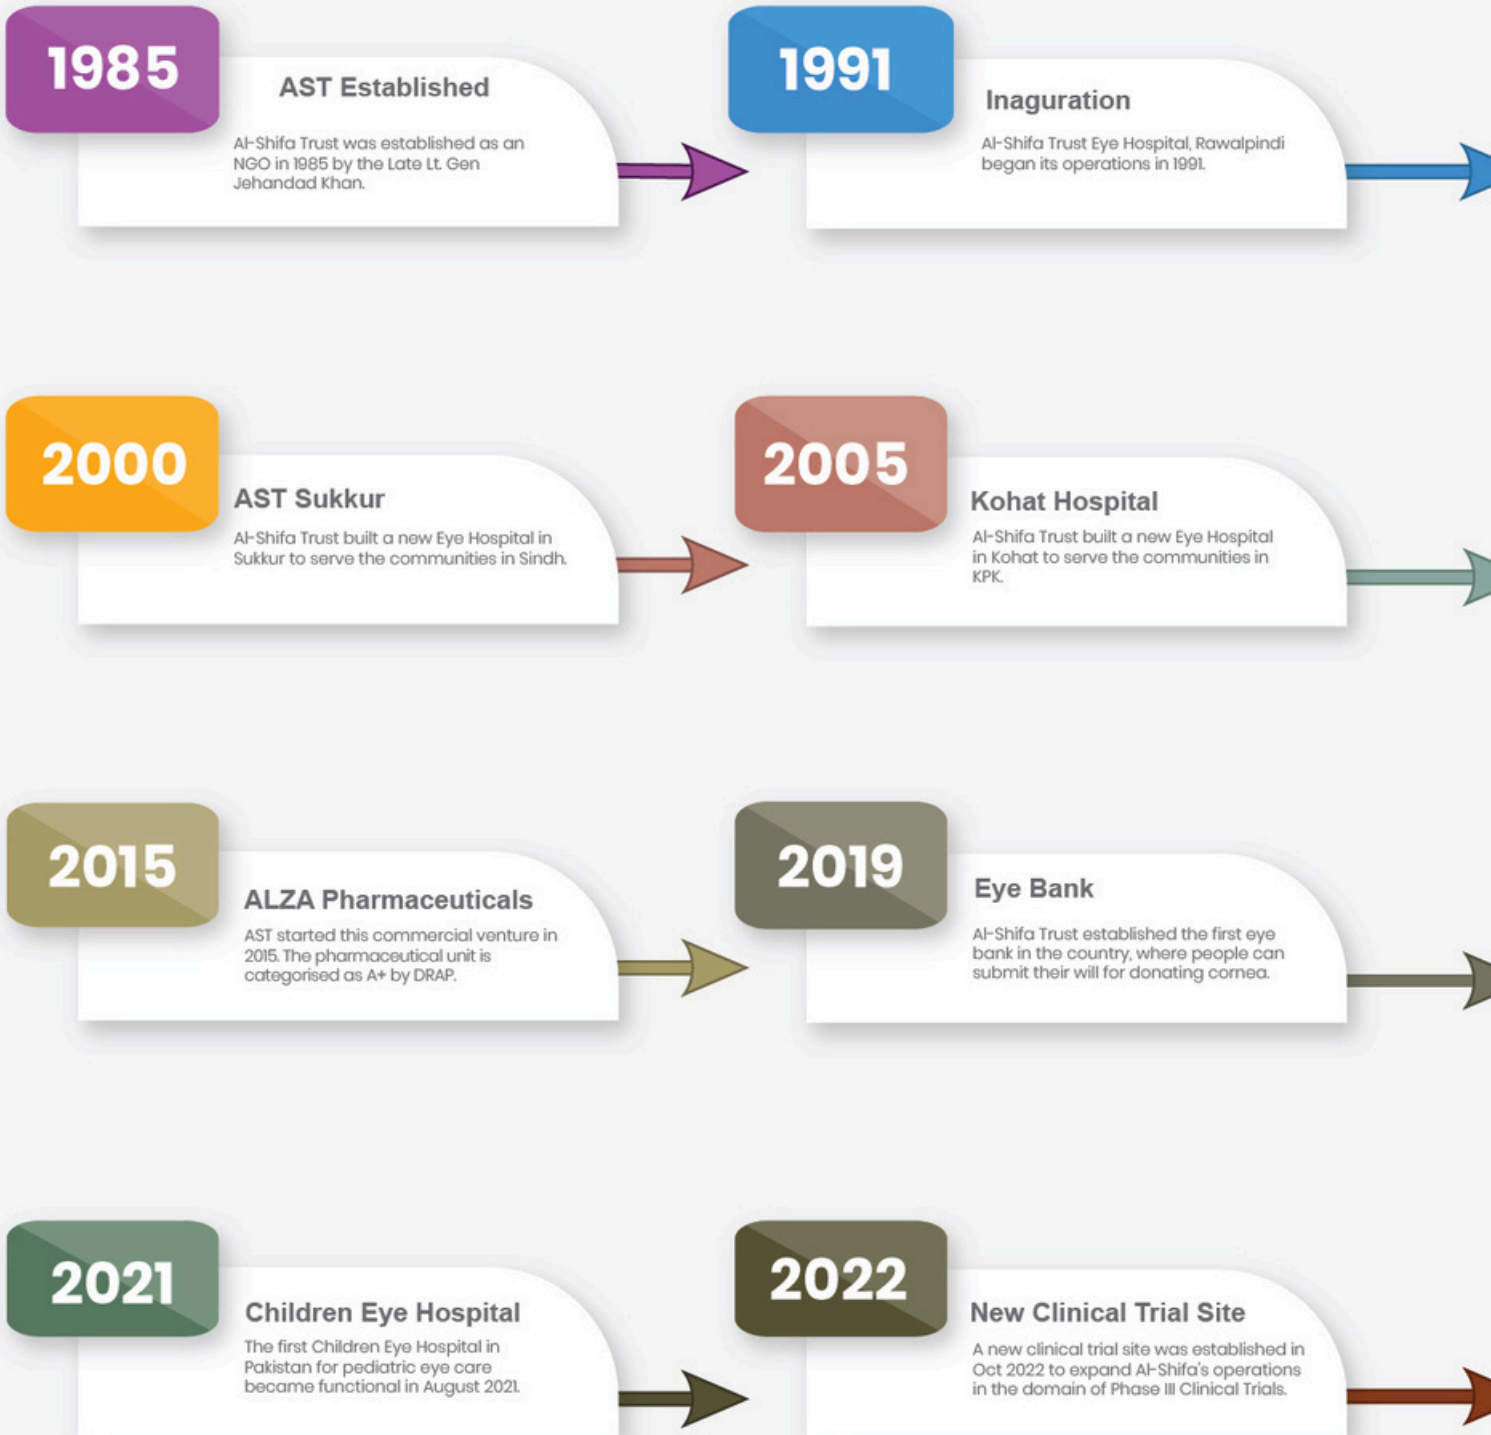 1985
AST Established
Al-Shifa Trust was established as an
NGO in 1985 by the Late Lt. Gen
Jehandad Khan.
1991
Inaguration
Al-Shifa Trust Eye Hospital, Rawalpindi
began its operations in 1991.
2000
AST Sukkur
Al-Shifa Trust built a new Eye Hospital in
Sukkur to serve the communities in Sindh.
2005
Kohat Hospital
Al-Shifa Trust built a new Eye Hospital
in Kohat to serve the communities in
KPK.
2015
ALZA Pharmaceuticals
AST started this commercial venture in
2015. The pharmaceutical unit is
categorised as A+ by DRAP.
2019
Eye Bank
Al-Shifa Trust established the first eye
bank in the country, where people can
submit their will for donating cornea.
2021
Children Eye Hospital
The first Children Eye Hospital in
Pakistan for pediatric eye care
became functional in August 2021.
2022
New Clinical Trial Site
A new clinical trial site was established in
Oct 2022 to expand Al-Shifa's operations
in the domain of Phase III Clinical Trials.